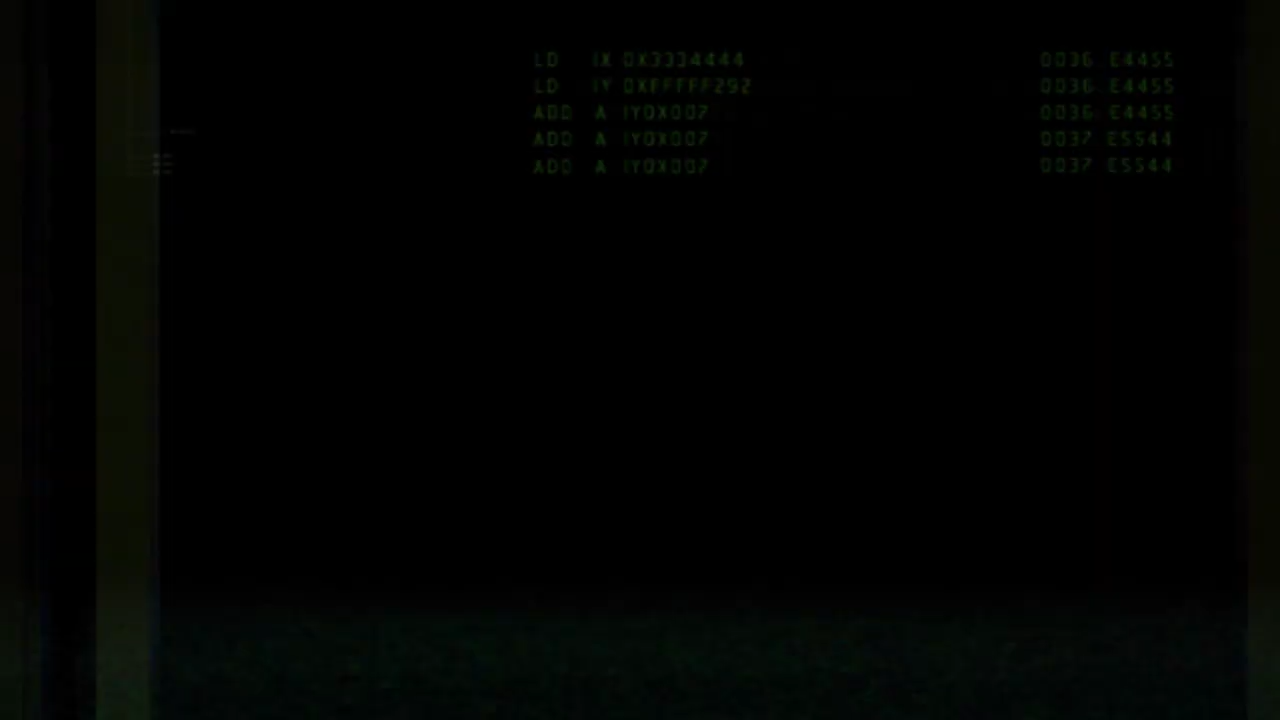 LD IX 0X3334444 0036 E4455
LD IY 0XFFFFF292 0036 E4455
ADD A IY0X007 0036 E4455
ADD A IY0X007 0037 E5544
ADD A IY0X007 0037 E5544